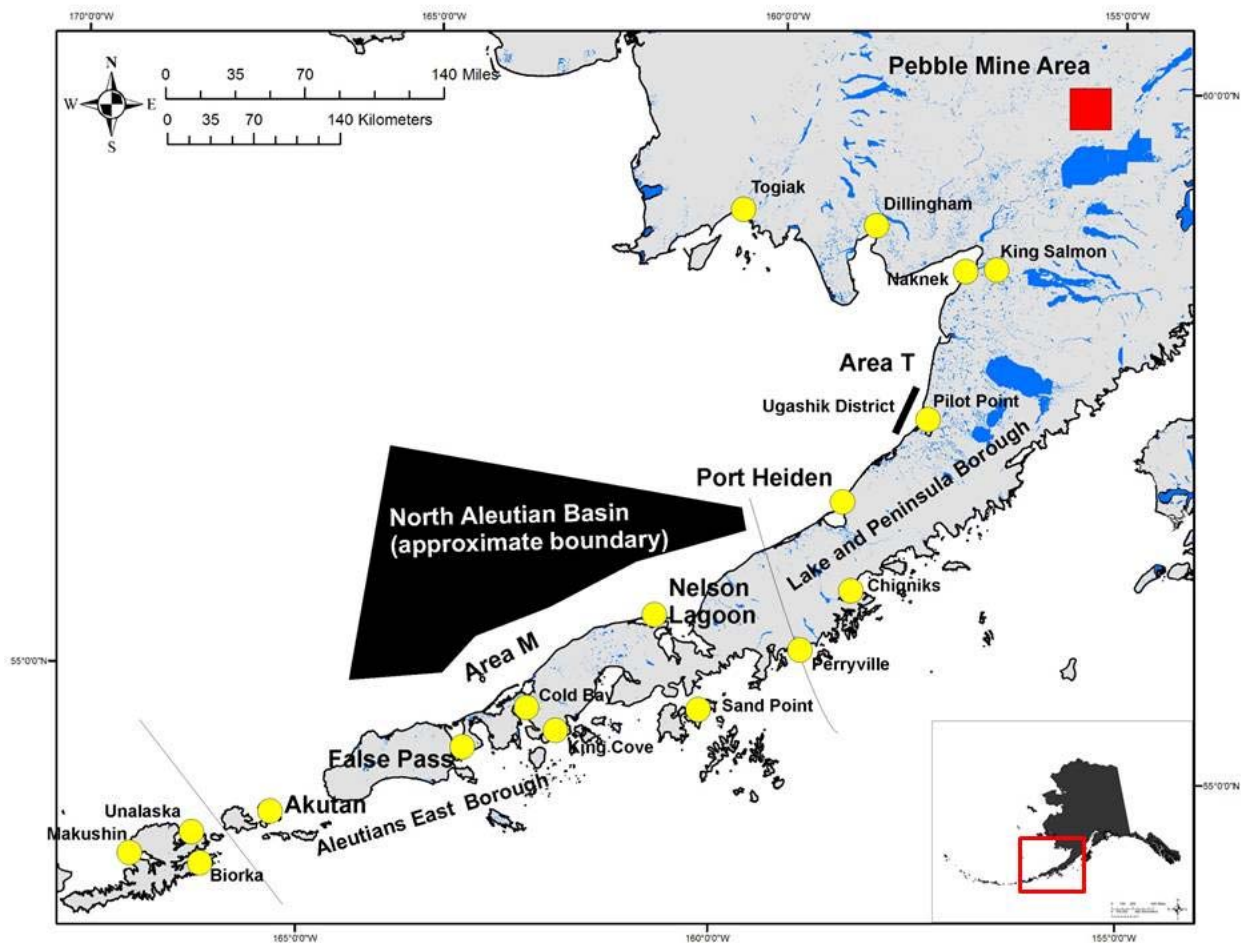 170°0'0"W
165°0'0"W
160°0'0"W
155°0'0"W
N
W E
S
0 35 70 140 Miles
0 35 70 140 Kilometers
Pebble Mine Area
60°0'0"N
Togiak
Dillingham
King Salmon
Naknek
Area T
Ugashik District
Pilot Point
Port Heiden
Lake and Peninsula Borough
North Aleutian Basin
(approximate boundary)
Nelson
Lagoon
Chigniks
55°0'0"N
Area M
Perryville
Cold Bay
Sand Point
King Cove
False Pass
Akutan
Aleutians East Borough
55°0'0"N
Unalaska
Makushin
Biorka
165°0'0"W
160°0'0"W
155°0'0"W